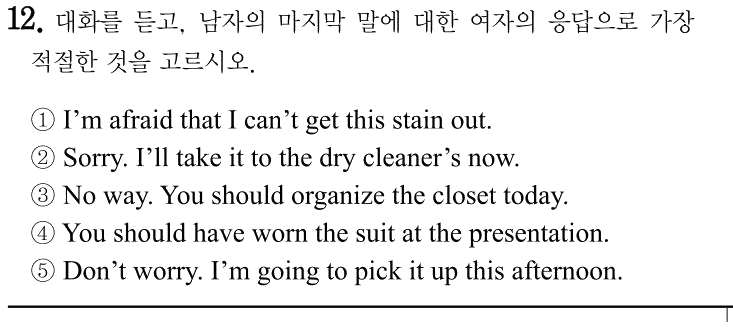 12. 대화를 듣고, 남자의 마지막 말에 대한 여자의 응답으로 가장
적절한 것을 고르시오.
① I’m afraid that I can’t get this stain out.
② Sorry. I’ll take it to the dry cleaner’s now.
③ No way. You should organize the closet today.
④ You should have worn the suit at the presentation.
⑤ Don’t worry. I’m going to pick it up this afternoon.